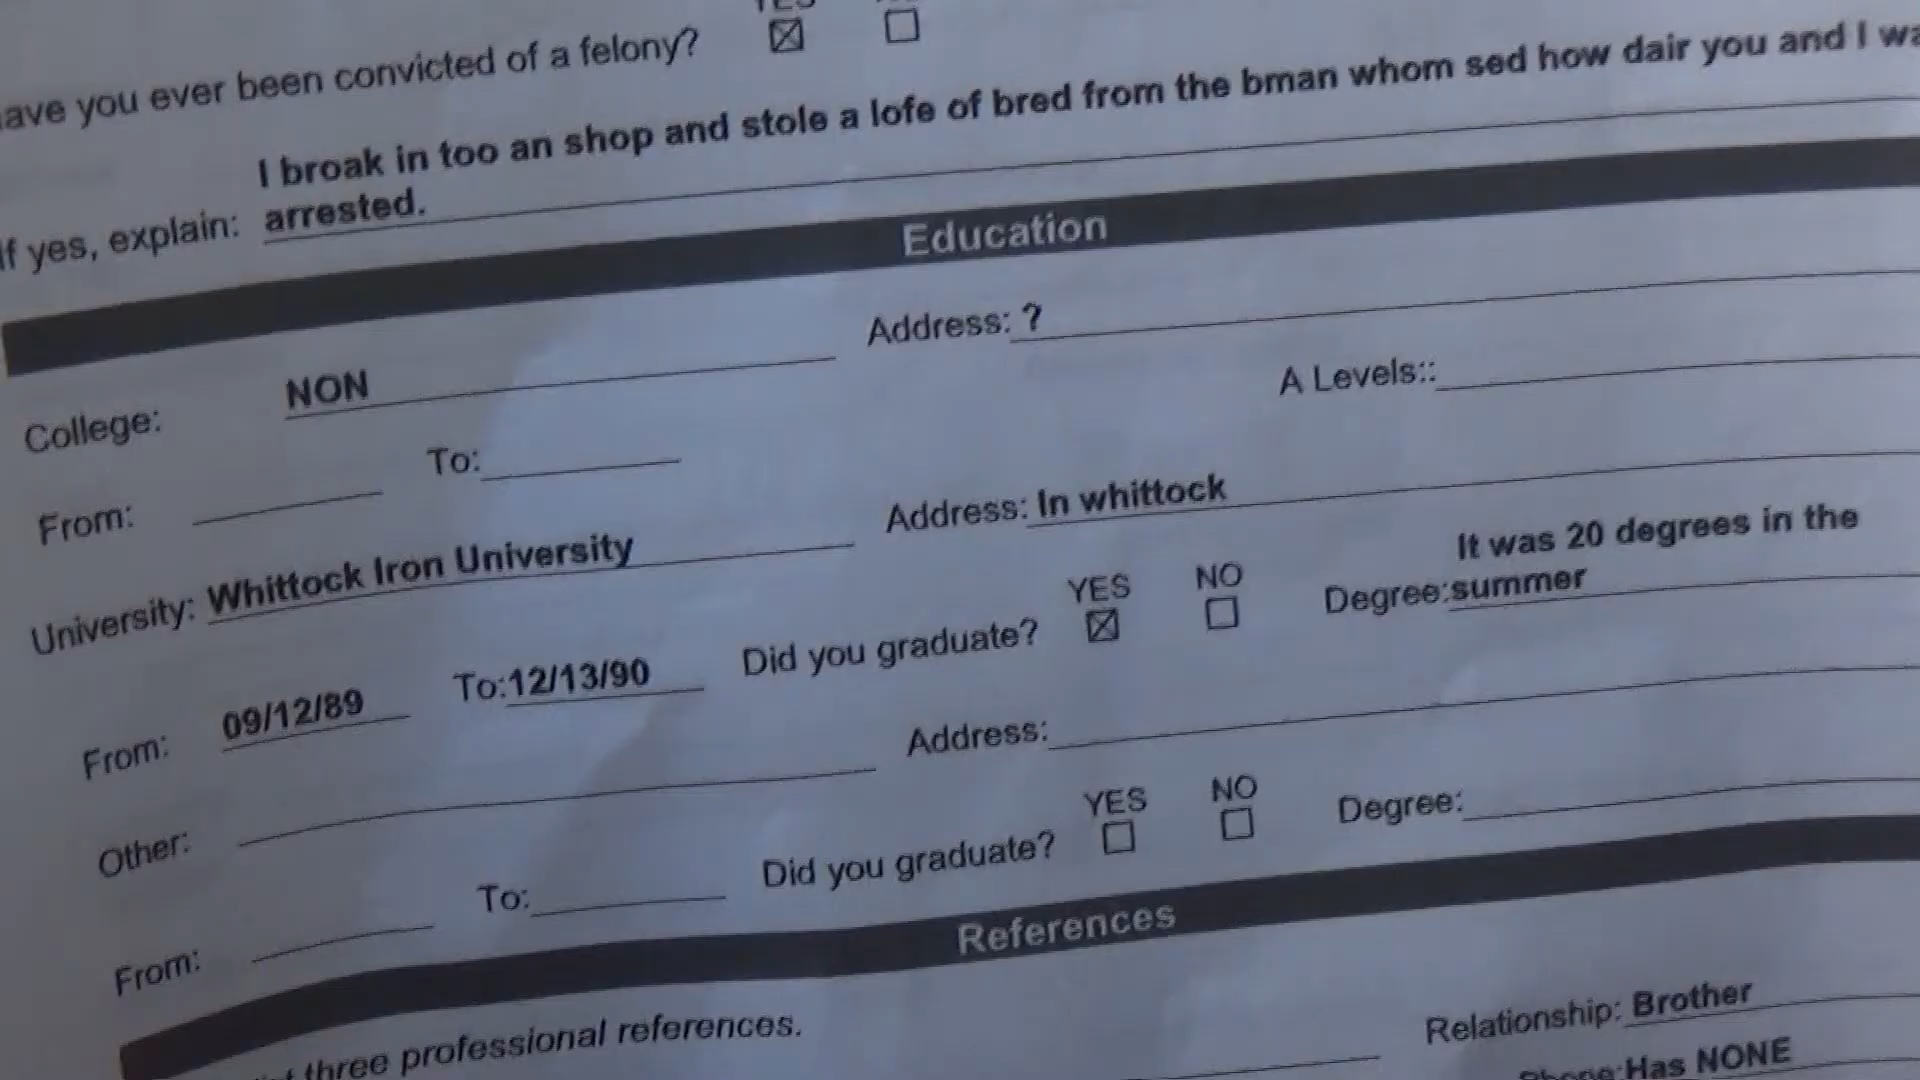 YES
ave you ever been convicted of a felony?
I broak in too an shop and stole a lofe of bred from the bman whom sed how dair you and I wa
If yes, explain: arrested.
Education
College: NON Address: ?
From: To: A Levels::
University: Whittock Iron University Address: In whittock
From: 09/12/89 To:12/13/90 Did you graduate? YES NO Degree: It was 20 degrees in the
summer
Other: Address:
From: To: Did you graduate? YES NO Degree:
References
three professional references.
Relationship: Brother
Phone:Has NONE